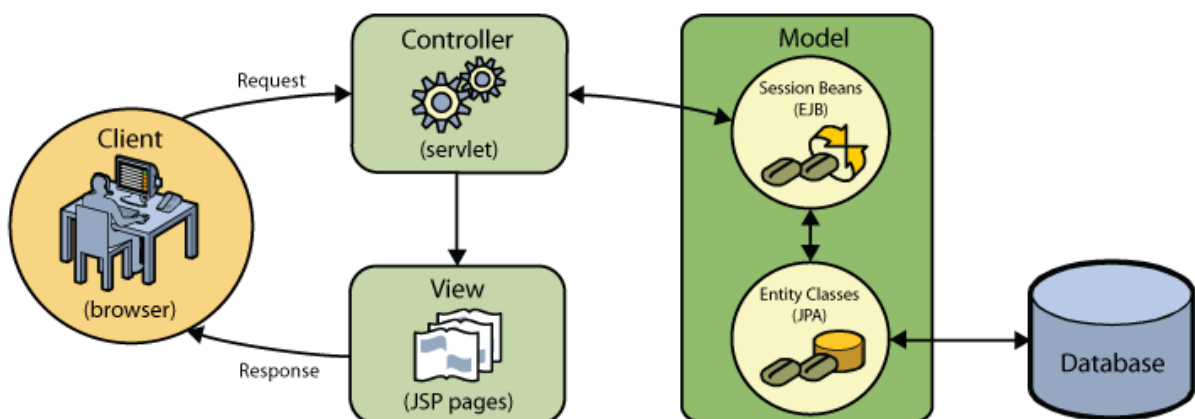 Controller
(servlet)
Request
Client
(browser)
View
(JSP pages)
Response
Model
Session Beans
(EJB)
Entity Classes
(JPA)
Database